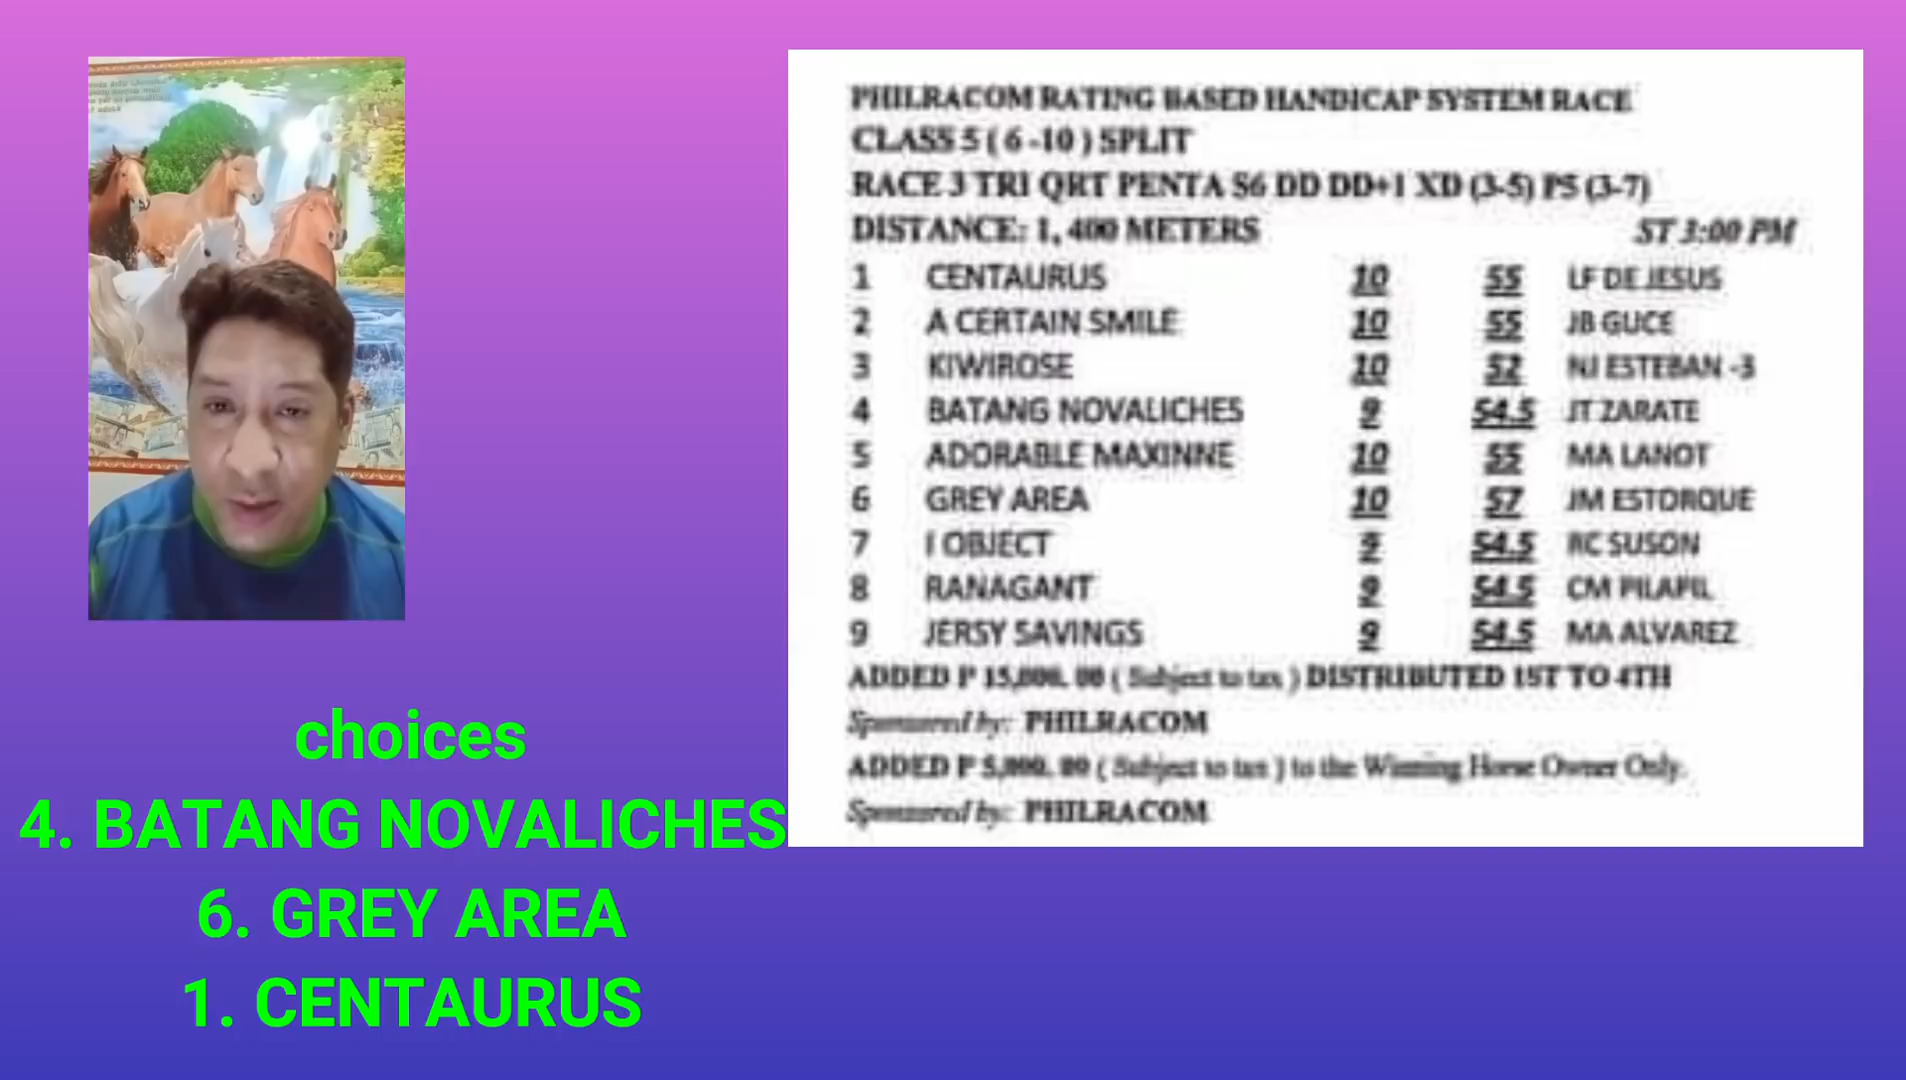 PHILRACOM RATING BASED HANDICAP SYSTEM RACE
CLASS 5 ( 6 -10 ) SPLIT
RACE 3 TRI QRT PENTA S6 DD DD+1 XD (3-5) P5 (3-7)
DISTANCE: 1, 400 METERS ST 3:00 PM
1 CENTAURUS 10 55 LF DE JESUS
2 A CERTAIN SMILE 10 55 JB GUCE
3 KIWIROSE 10 52 NJ ESTEBAN -3
4 BATANG NOVALICHES 9 54.5 JT ZARATE
5 ADORABLE MAXINNE 10 55 MA LANOT
6 GREY AREA 10 57 JM ESTORQUE
7 I OBJECT 9 54.5 RC SUSON
8 RANAGANT 9 54.5 CM PILAPIL
9 JERSY SAVINGS 9 54.5 MA ALVAREZ
ADDED P 15,000. 00 ( Subject to tax ) DISTRIBUTED 1ST TO 4TH
Sponsored by: PHILRACOM
ADDED P 5,000. 00 ( Subject to tax ) to the Winning Horse Owner Only.
Sponsored by: PHILRACOM
choices
4. BATANG NOVALICHES
6. GREY AREA
1. CENTAURUS